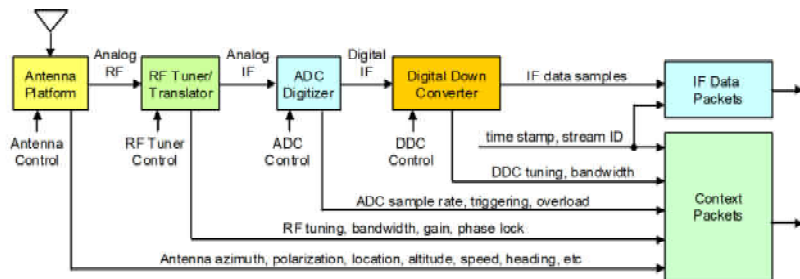 Analog
RF
Analog
IF
Digital
IF
Antenna
Platform
RF Tuner/
Translator
ADC
Digitizer
Digital Down
Converter
IF data samples
IF Data
Packets
Antenna
Control
RF Tuner
Control
ADC
Control
DDC
Control
time stamp, stream ID
DDC tuning, bandwidth
ADC sample rate, triggering, overload
RF tuning, bandwidth, gain, phase lock
Antenna azimuth, polarization, location, altitude, speed, heading, etc
Context
Packets